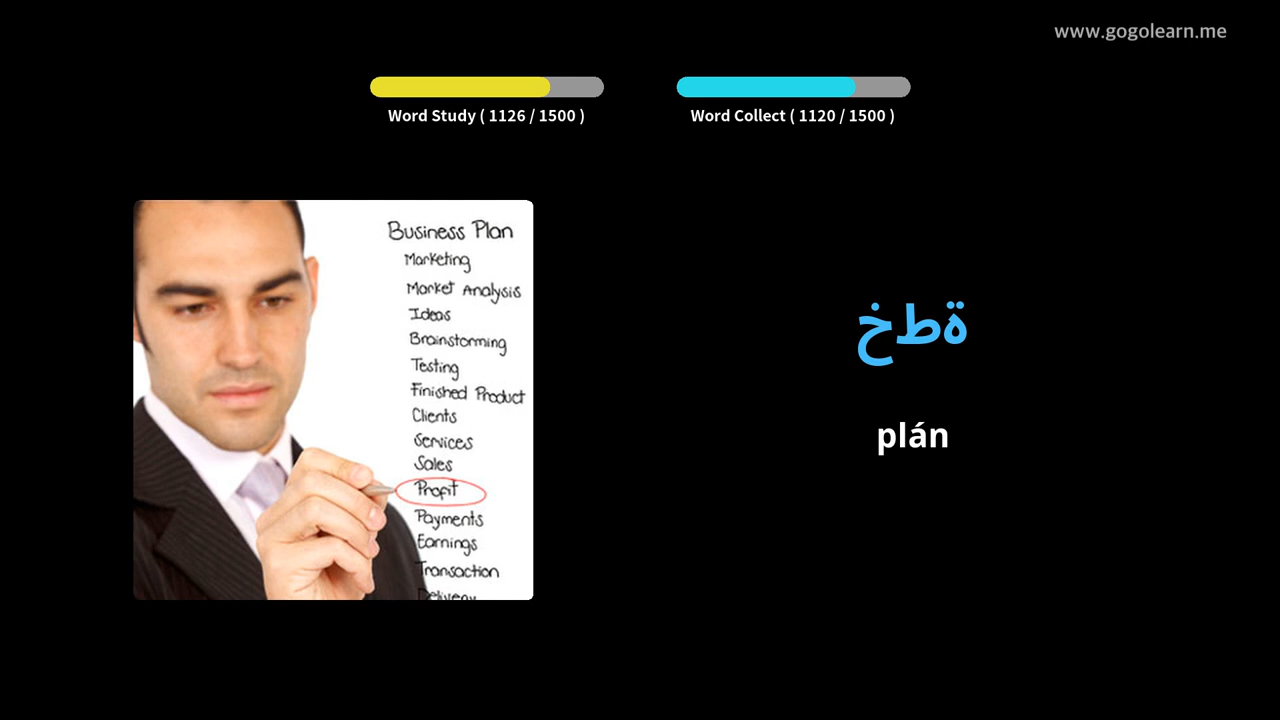 www.gogolearn.me
Word Study ( 1126 / 1500 )
Word Collect ( 1120 / 1500 )
Business Plan
Marketing
Market Analysis
Ideas
Brainstorming
Testing
Finished Product
Clients
Services
Sales
Profit
Payments
Earnings
Transaction
Delivery
خطة
plán